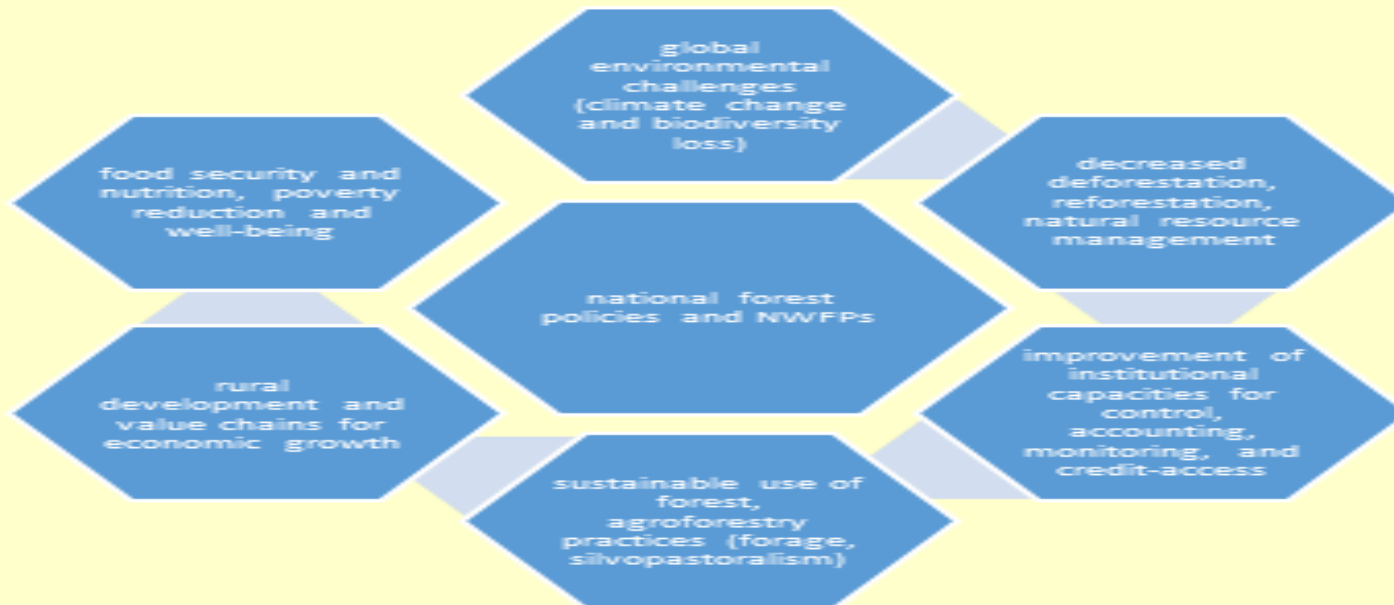 global
environmental
challenges
(climate change
and biodiversity
loss)
decreased
deforestation,
reforestation,
natural resource
management
improvement of
institutional
capacities for
control,
accounting,
monitoring, and
credit-access
sustainable use of
forest,
agroforestry
practices (forage,
silvopastoralism)
rural
development and
value chains for
economic growth
food security and
nutrition, poverty
reduction and
well-being
national forest
policies and NWFPs